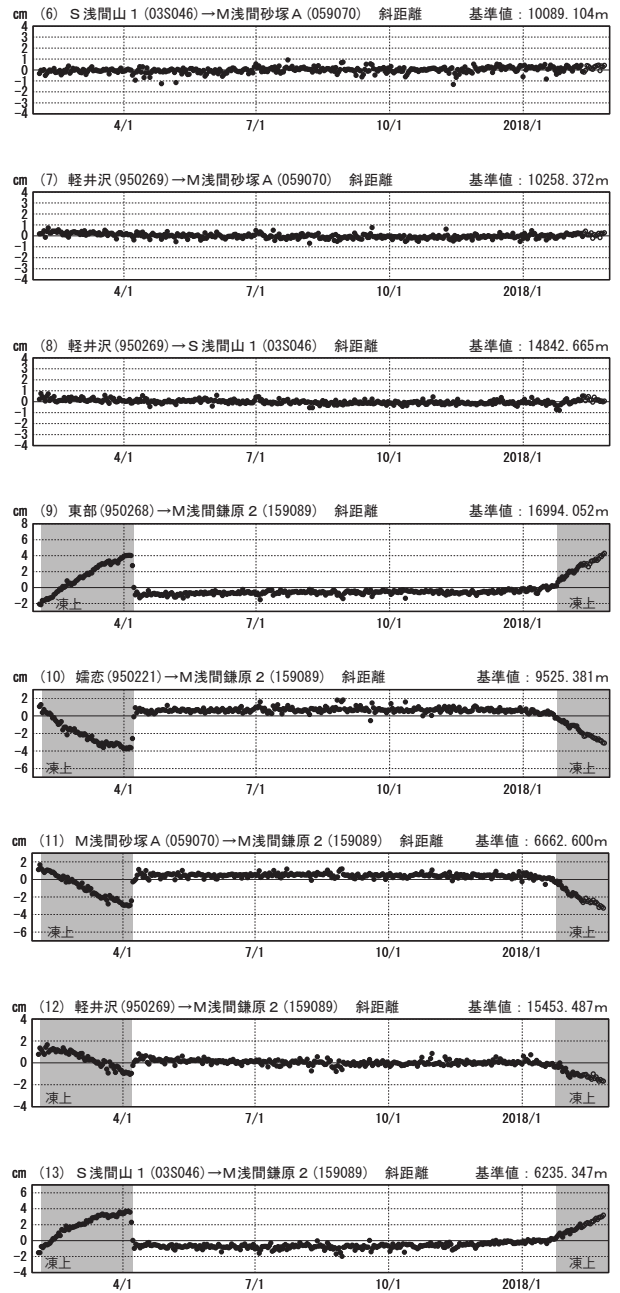 cm (6) S浅間山1(03S046)→M浅間砂塚A(059070) 斜距離 基準値：10089.104m
4
3
2
1
0
-1
-2
-3
-4
4/1 7/1 10/1 2018/1
cm (7) 軽井沢(950269)→M浅間砂塚A(059070) 斜距離 基準値：10258.372m
4
3
2
1
0
-1
-2
-3
-4
4/1 7/1 10/1 2018/1
cm (8) 軽井沢(950269)→S浅間山1(03S046) 斜距離 基準値：14842.665m
4
3
2
1
0
-1
-2
-3
-4
4/1 7/1 10/1 2018/1
cm (9) 東部(950268)→M浅間鎌原2(159089) 斜距離 基準値：16994.052m
8
6
4
2
0
-2
凍上 凍上
4/1 7/1 10/1 2018/1
cm (10) 嬬恋(950221)→M浅間鎌原2(159089) 斜距離 基準値：9525.381m
2
0
-2
-4
-6
凍上 凍上
4/1 7/1 10/1 2018/1
cm (11) M浅間砂塚A(059070)→M浅間鎌原2(159089) 斜距離 基準値：6662.600m
2
0
-2
-4
-6
凍上 凍上
4/1 7/1 10/1 2018/1
cm (12) 軽井沢(950269)→M浅間鎌原2(159089) 斜距離 基準値：15453.487m
4
2
0
-2
-4
凍上 凍上
4/1 7/1 10/1 2018/1
cm (13) S浅間山1(03S046)→M浅間鎌原2(159089) 斜距離 基準値：6235.347m
6
4
2
0
-2
-4
凍上 凍上
4/1 7/1 10/1 2018/1